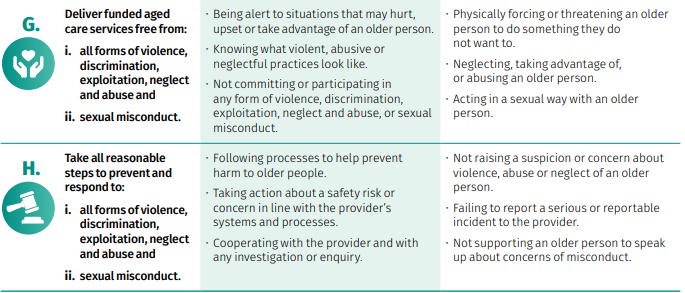 G.
Deliver funded aged
care services free from:
i. all forms of violence,
discrimination,
exploitation, neglect
and abuse and
ii. sexual misconduct.
· Being alert to situations that may hurt,
upset or take advantage of an older person.
· Knowing what violent, abusive or
neglectful practices look like.
· Not committing or participating in
any form of violence, discrimination,
exploitation, neglect and abuse, or sexual
misconduct.
· Physically forcing or threatening an older
person to do something they do
not want to.
· Neglecting, taking advantage of,
or abusing an older person.
· Acting in a sexual way with an older
person.
H.
Take all reasonable
steps to prevent and
respond to:
i. all forms of violence,
discrimination,
exploitation, neglect
and abuse and
ii. sexual misconduct.
· Following processes to help prevent
harm to older people.
· Taking action about a safety risk or
concern in line with the provider's
systems and processes.
· Cooperating with the provider and with
any investigation or enquiry.
· Not raising a suspicion or concern about
violence, abuse or neglect of an older
person.
· Failing to report a serious or reportable
incident to the provider.
· Not supporting an older person to speak
up about concerns of misconduct.